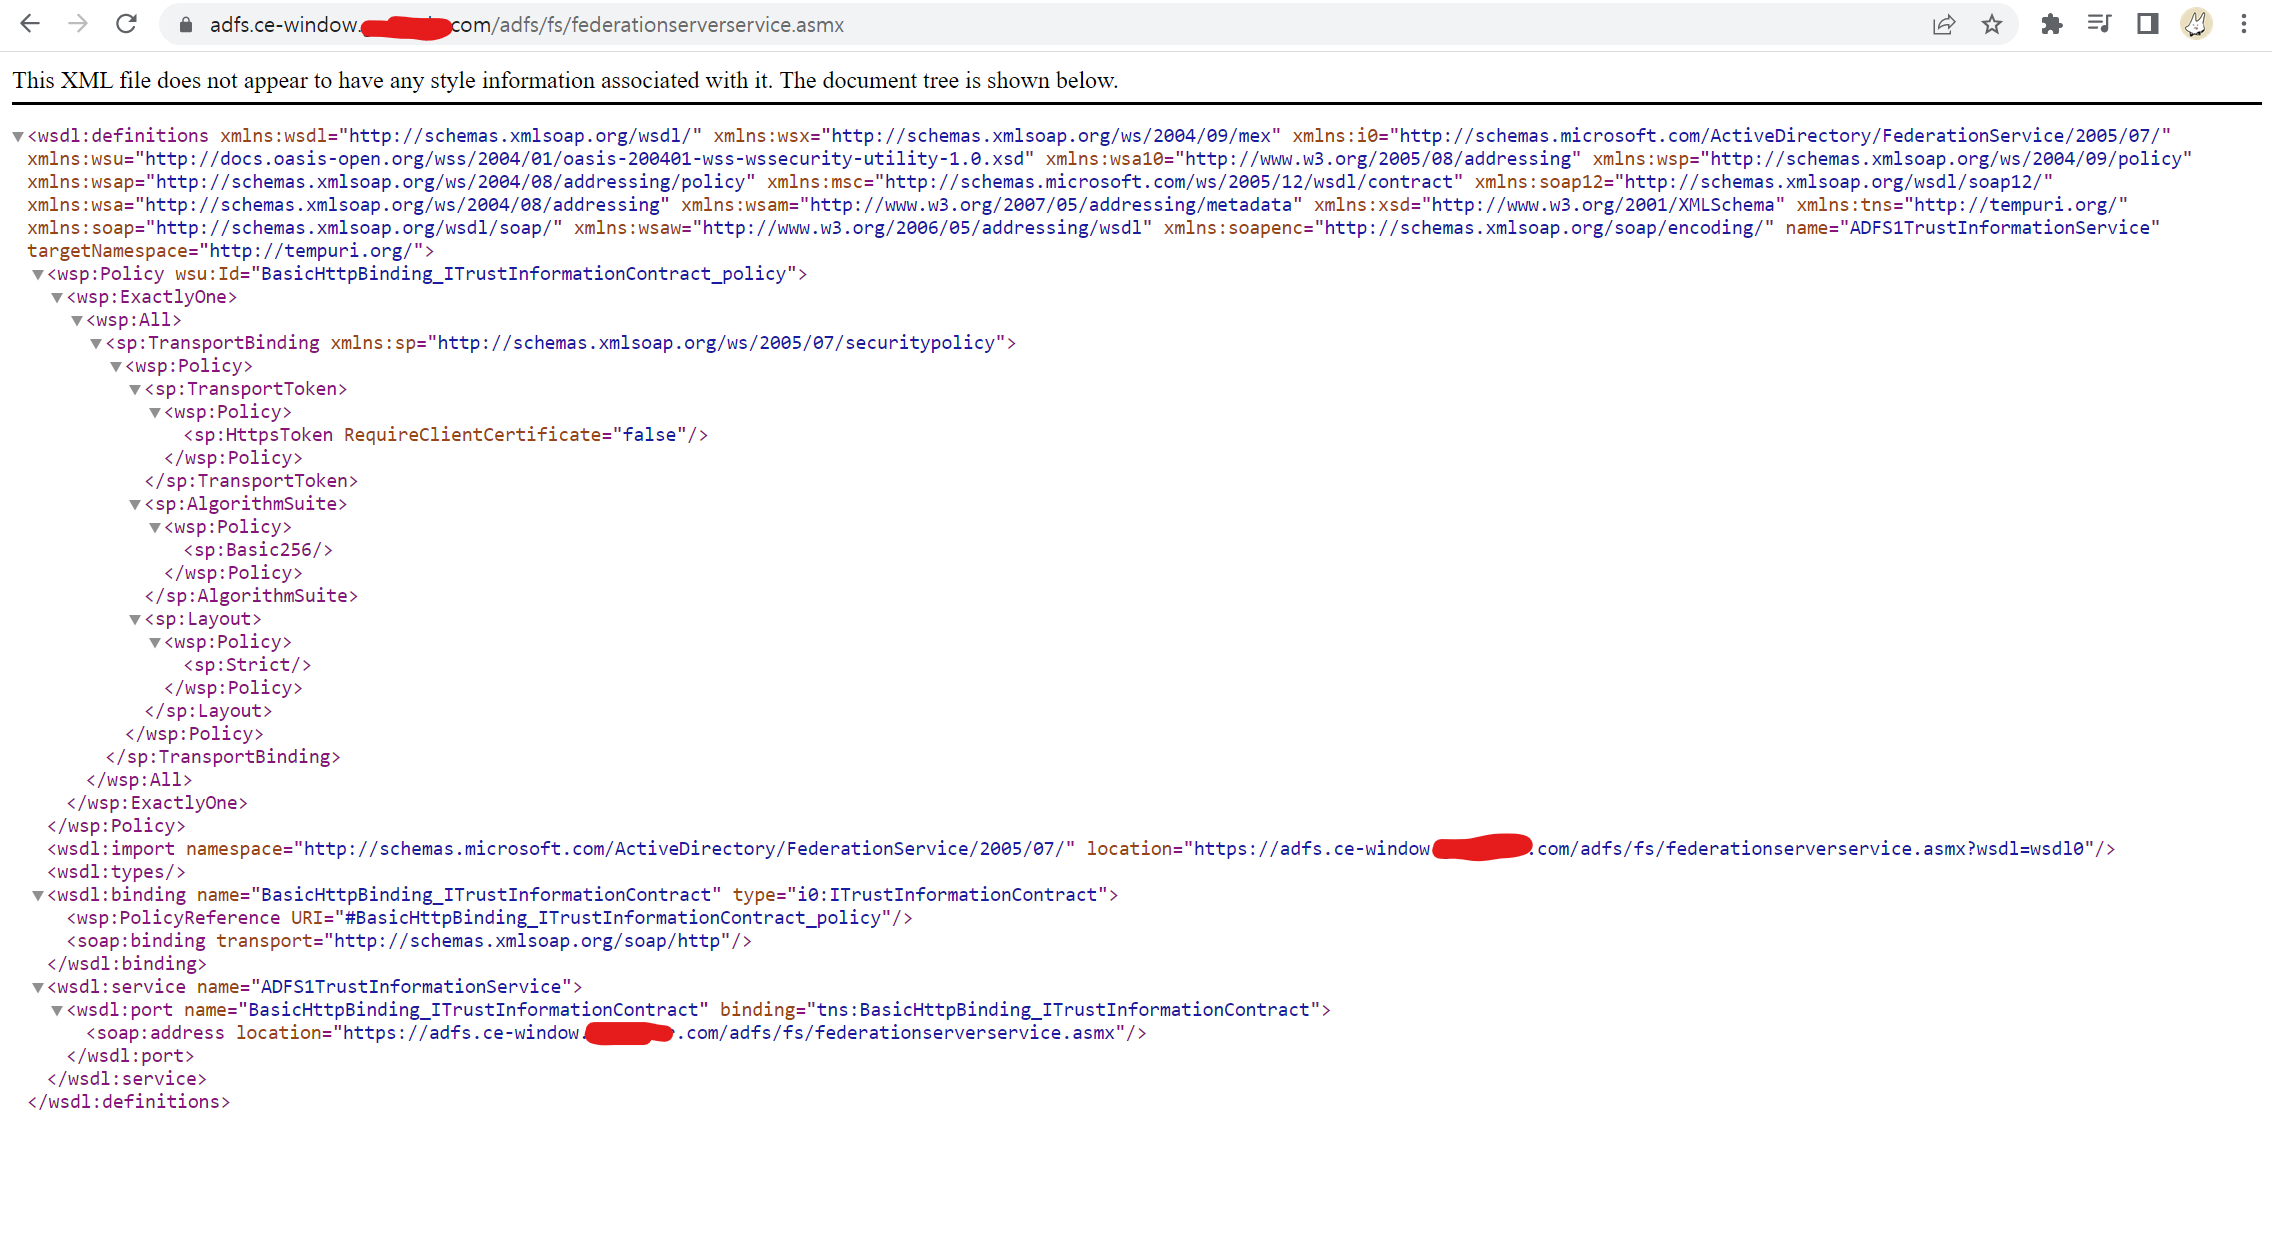 adfs.ce-window. com/adfs/fs/federationserverservice.asmx
This XML file does not appear to have any style information associated with it. The document tree is shown below.
▼<wsdl:definitions xmlns:wsdl="http://schemas.xmlsoap.org/wsdl/" xmlns:wsx="http://schemas.xmlsoap.org/ws/2004/09/mex" xmlns:i0="http://schemas.microsoft.com/ActiveDirectory/FederationService/2005/07/"
xmlns:wsu="http://docs.oasis-open.org/wss/2004/01/oasis-200401-wss-wssecurity-utility-1.0.xsd" xmlns:wsa10="http://www.w3.org/2005/08/addressing" xmlns:wsp="http://schemas.xmlsoap.org/ws/2004/09/policy"
xmlns:wsap="http://schemas.xmlsoap.org/ws/2004/08/addressing/policy" xmlns:msc="http://schemas.microsoft.com/ws/2005/12/wsdl/contract" xmlns:soap12="http://schemas.xmlsoap.org/wsdl/soap12/"
xmlns:wsa="http://schemas.xmlsoap.org/ws/2004/08/addressing" xmlns:wsam="http://www.w3.org/2007/05/addressing/metadata" xmlns:xsd="http://www.w3.org/2001/XMLSchema" xmlns:tns="http://tempuri.org/"
xmlns:soap="http://schemas.xmlsoap.org/wsdl/soap/" xmlns:wsaw="http://www.w3.org/2006/05/addressing/wsdl" xmlns:soapenc="http://schemas.xmlsoap.org/soap/encoding/" name="ADFS1TrustInformationService"
targetNamespace="http://tempuri.org/">
▼<wsp:Policy wsu:Id="BasicHttpBinding_ITrustInformationContract_policy">
▼<wsp:ExactlyOne>
▼<wsp:All>
▼<sp:TransportBinding xmlns:sp="http://schemas.xmlsoap.org/ws/2005/07/securitypolicy">
▼<wsp:Policy>
▼<sp:TransportToken>
▼<wsp:Policy>
<sp:HttpsToken RequireClientCertificate="false"/>
</wsp:Policy>
</sp:TransportToken>
▼<sp:AlgorithmSuite>
▼<wsp:Policy>
<sp:Basic256/>
</wsp:Policy>
</sp:AlgorithmSuite>
▼<sp:Layout>
▼<wsp:Policy>
<sp:Strict/>
</wsp:Policy>
</sp:Layout>
</wsp:Policy>
</sp:TransportBinding>
</wsp:All>
</wsp:ExactlyOne>
</wsp:Policy>
<wsdl:import namespace="http://schemas.microsoft.com/ActiveDirectory/FederationService/2005/07/" location="https://adfs.ce-window .com/adfs/fs/federationserverservice.asmx?wsdl=wsdl0"/>
<wsdl:types/>
▼<wsdl:binding name="BasicHttpBinding_ITrustInformationContract" type="i0:ITrustInformationContract">
<wsp:PolicyReference URI="#BasicHttpBinding_ITrustInformationContract_policy"/>
<soap:binding transport="http://schemas.xmlsoap.org/soap/http"/>
</wsdl:binding>
▼<wsdl:service name="ADFS1TrustInformationService">
▼<wsdl:port name="BasicHttpBinding_ITrustInformationContract" binding="tns:BasicHttpBinding_ITrustInformationContract">
<soap:address location="https://adfs.ce-window. .com/adfs/fs/federationserverservice.asmx"/>
</wsdl:port>
</wsdl:service>
</wsdl:definitions>